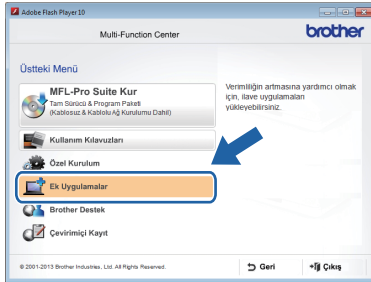 Adobe Flash Player 10
Multi-Function Center
brother
Üstteki Menü
MFL-Pro Suite Kur
Tam Sürücü & Program Paketi
(Kablosuz & Kablolu Ağ Kurulumu Dahil)
Verimliliğin artmasına yardımcı olmak
için, ilave uygulamaları
yükleyebilirsiniz.
Kullanım Kılavuzları
Özel Kurulum
Ek Uygulamalar
Brother Destek
Çevirimiçi Kayıt
© 2001-2013 Brother Industries, Ltd. All Rights Reserved.
Geri
Çıkış